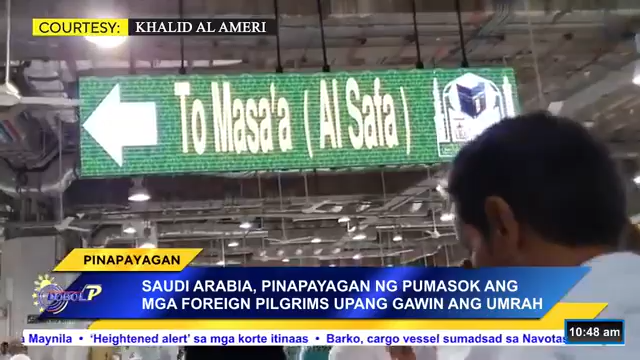 COURTESY: KHALID AL AMERI
To Masa'a (Al Safa)
PINAPAYAGAN
SAUDI ARABIA, PINAPAYAGAN NG PUMASOK ANG
MGA FOREIGN PILGRIMS UPANG GAWIN ANG UMRAH
P
10:48 am
a Maynila • 'Heightened alert' sa mga korte itinaas • Barko, cargo vessel sumadsad sa Navotas